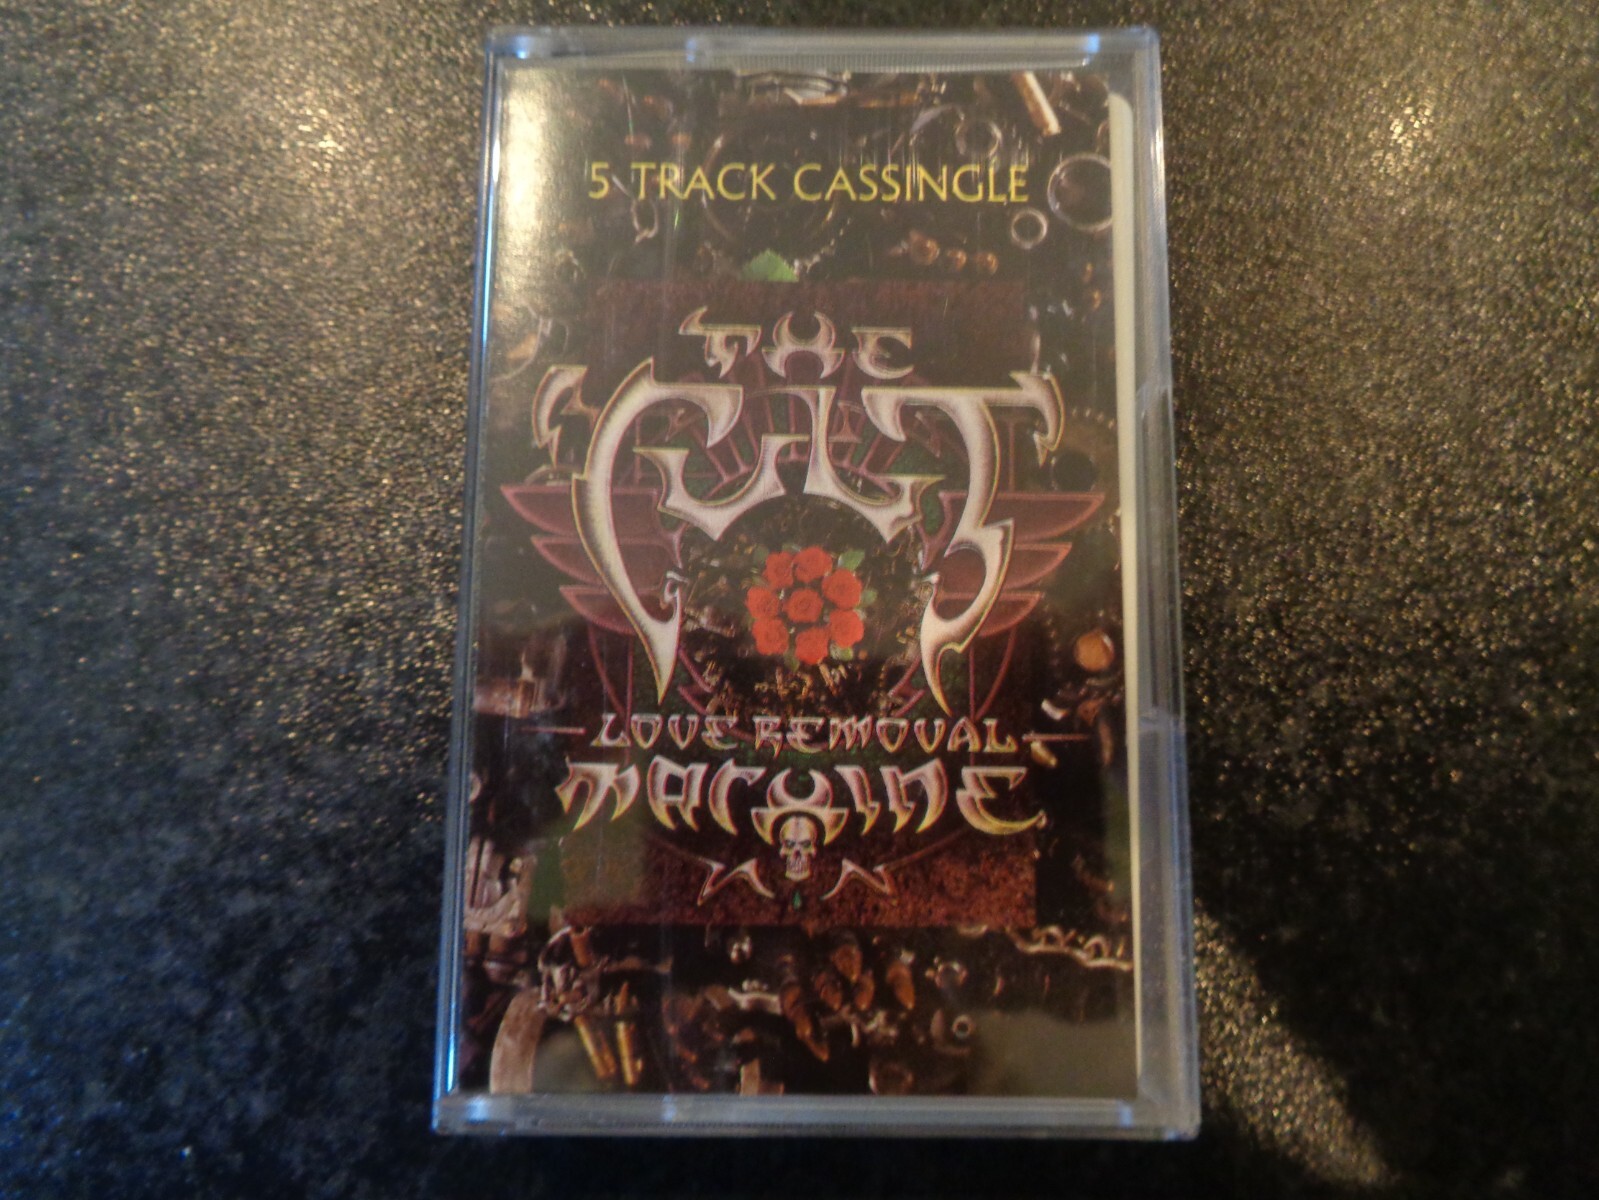 5 TRACK CASSINGLE
THE
CULT
LOVE REMOVAL
MACHINE